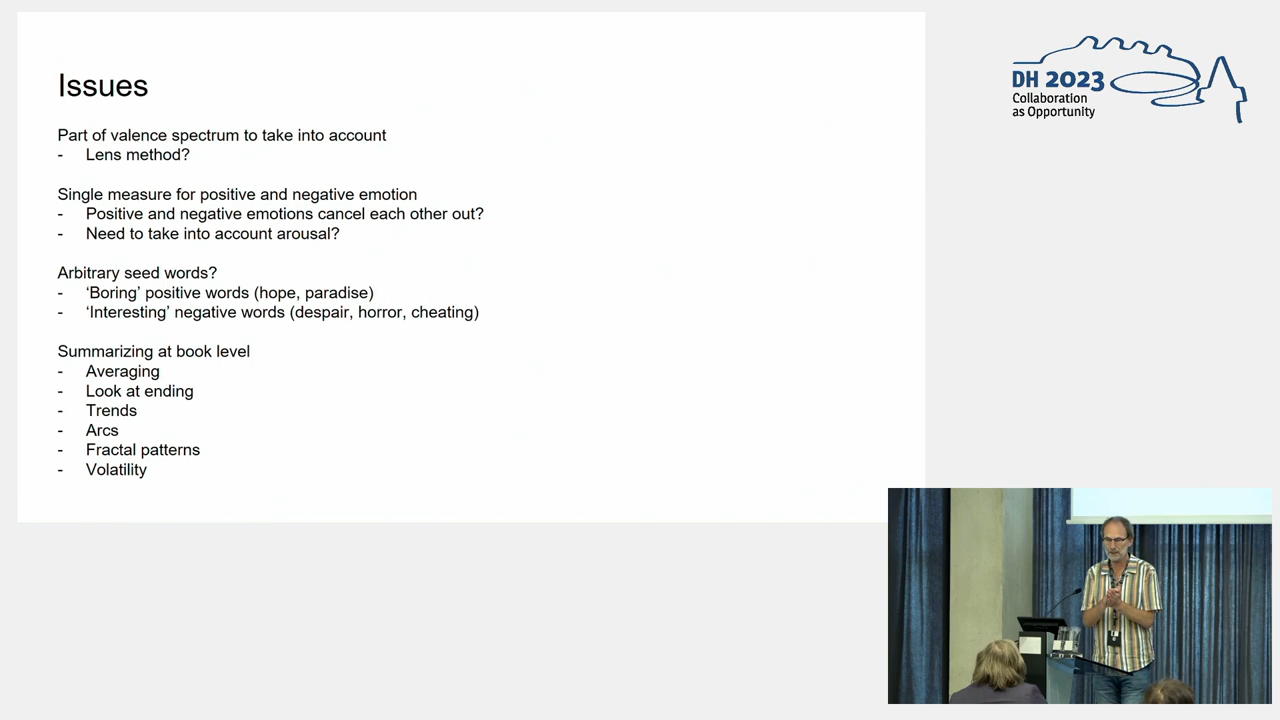 Issues
Part of valence spectrum to take into account
- Lens method?
Single measure for positive and negative emotion
- Positive and negative emotions cancel each other out?
- Need to take into account arousal?
Arbitrary seed words?
- ‘Boring’ positive words (hope, paradise)
- ‘Interesting’ negative words (despair, horror, cheating)
Summarizing at book level
- Averaging
- Look at ending
- Trends
- Arcs
- Fractal patterns
- Volatility
DH 2023
Collaboration
as Opportunity